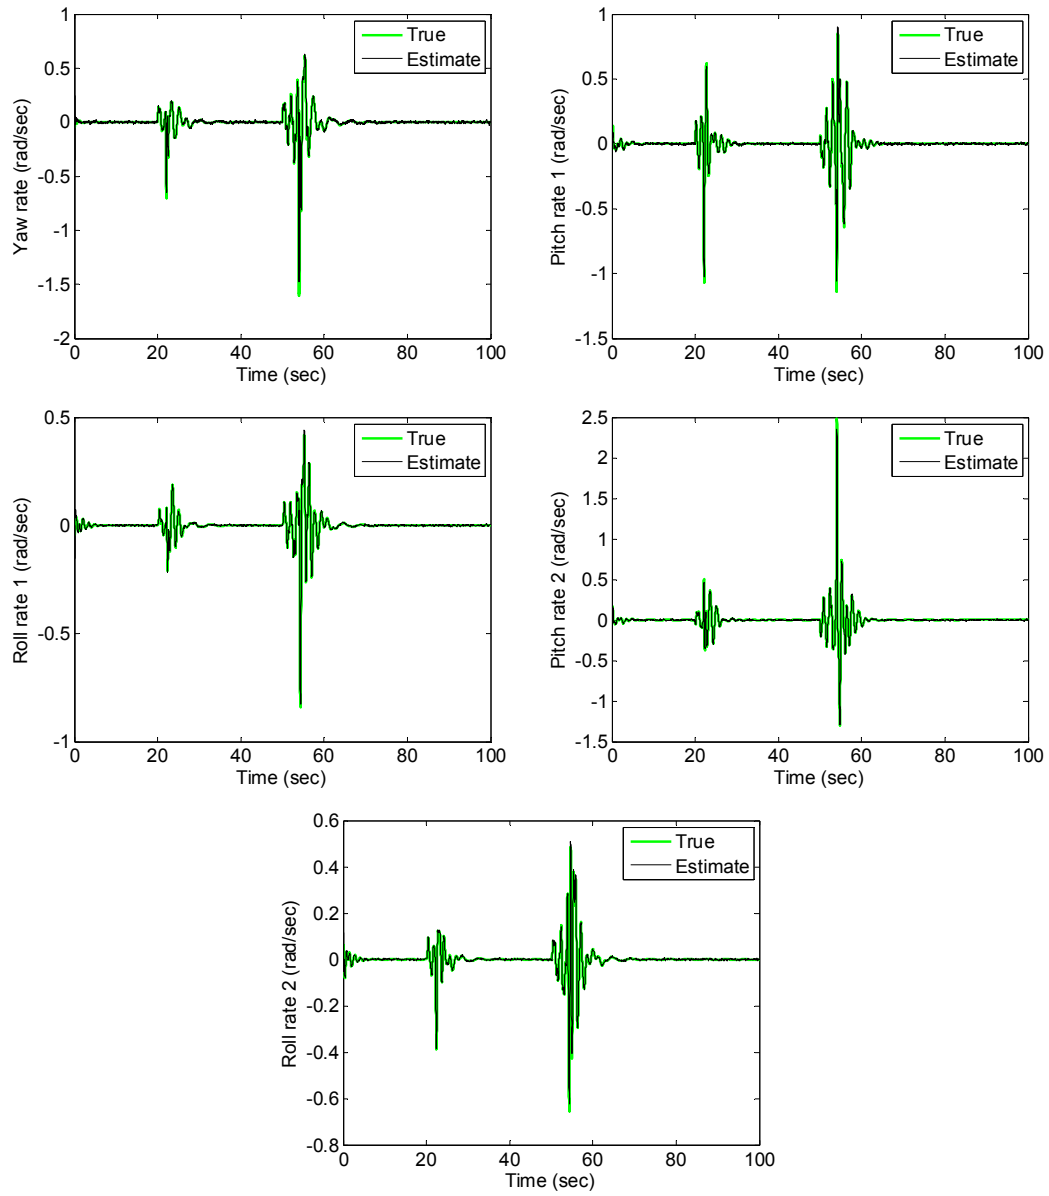 1
0.5
0
-0.5
-1
-1.5
-2
Yaw rate (rad/sec)
True
Estimate
0 20 40 60 80 100
Time (sec)
1
0.5
0
-0.5
-1
-1.5
Pitch rate 1 (rad/sec)
True
Estimate
0 20 40 60 80 100
Time (sec)
0.5
0
-0.5
-1
Roll rate 1 (rad/sec)
True
Estimate
0 20 40 60 80 100
Time (sec)
2.5
2
1.5
1
0.5
0
-0.5
-1
-1.5
Pitch rate 2 (rad/sec)
True
Estimate
0 20 40 60 80 100
Time (sec)
0.6
0.4
0.2
0
-0.2
-0.4
-0.6
-0.8
Roll rate 2 (rad/sec)
True
Estimate
0 20 40 60 80 100
Time (sec)